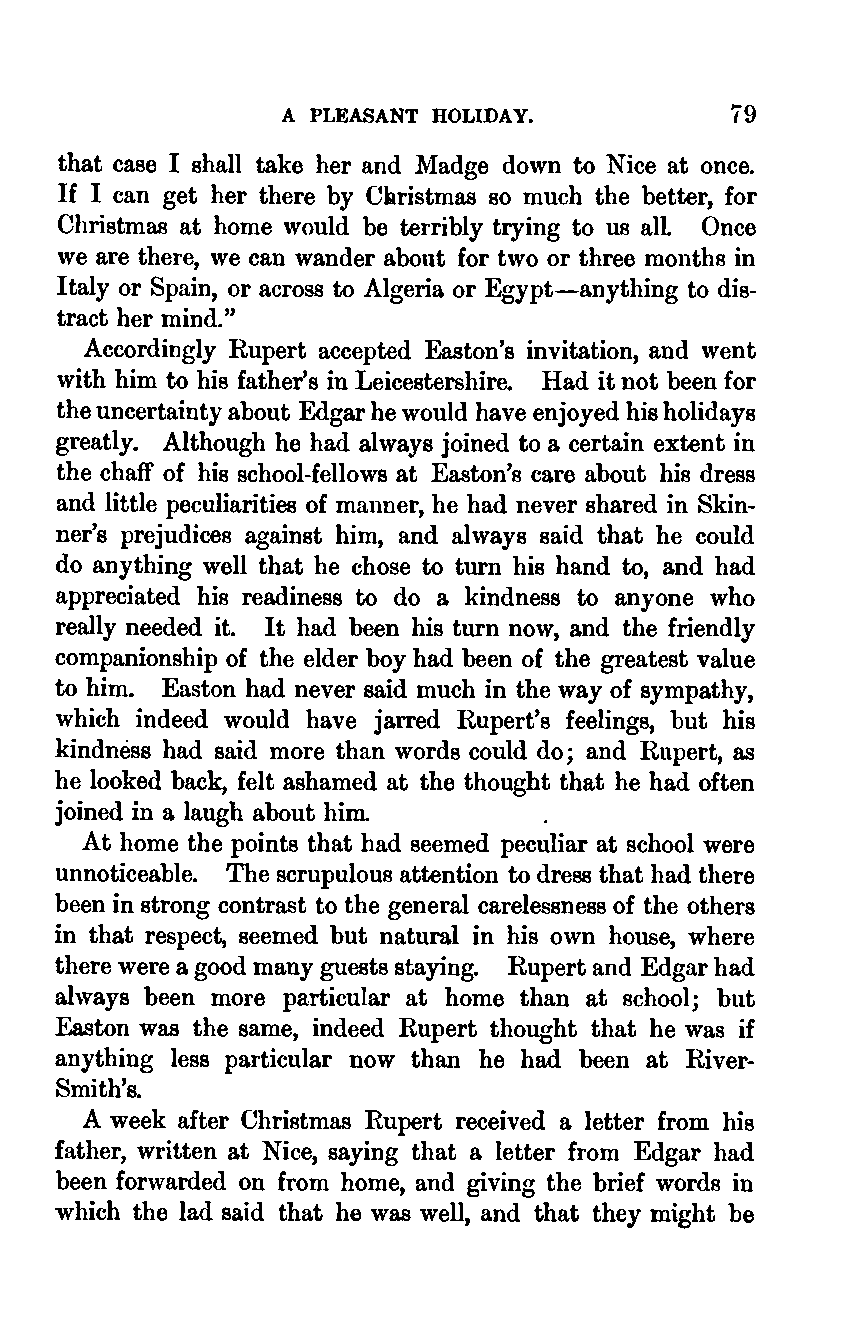 A PLEASANT HOLIDAY. 79
that case I shall take her and Madge down to Nice at once.
If I can get her there by Christmas so much the better, for
Christmas at home would be terribly trying to us all. Once
we are there, we can wander about for two or three months in
Italy or Spain, or across to Algeria or Egypt—anything to dis-
tract her mind.”
Accordingly Rupert accepted Easton’s invitation, and went
with him to his father’s in Leicestershire. Had it not been for
the uncertainty about Edgar he would have enjoyed his holidays
greatly. Although he had always joined to a certain extent in
the chaff of his school-fellows at Easton’s care about his dress
and little peculiarities of manner, he had never shared in Skin-
ner’s prejudices against him, and always said that he could
do anything well that he chose to turn his hand to, and had
appreciated his readiness to do a kindness to anyone who
really needed it. It had been his turn now, and the friendly
companionship of the elder boy had been of the greatest value
to him. Easton had never said much in the way of sympathy,
which indeed would have jarred Rupert’s feelings, but his
kindness had said more than words could do; and Rupert, as
he looked back, felt ashamed at the thought that he had often
joined in a laugh about him.
At home the points that had seemed peculiar at school were
unnoticeable. The scrupulous attention to dress that had there
been in strong contrast to the general carelessness of the others
in that respect, seemed but natural in his own house, where
there were a good many guests staying. Rupert and Edgar had
always been more particular at home than at school; but
Easton was the same, indeed Rupert thought that he was if
anything less particular now than he had been at River-
Smith’s.
A week after Christmas Rupert received a letter from his
father, written at Nice, saying that a letter from Edgar had
been forwarded on from home, and giving the brief words in
which the lad said that he was well, and that they might be